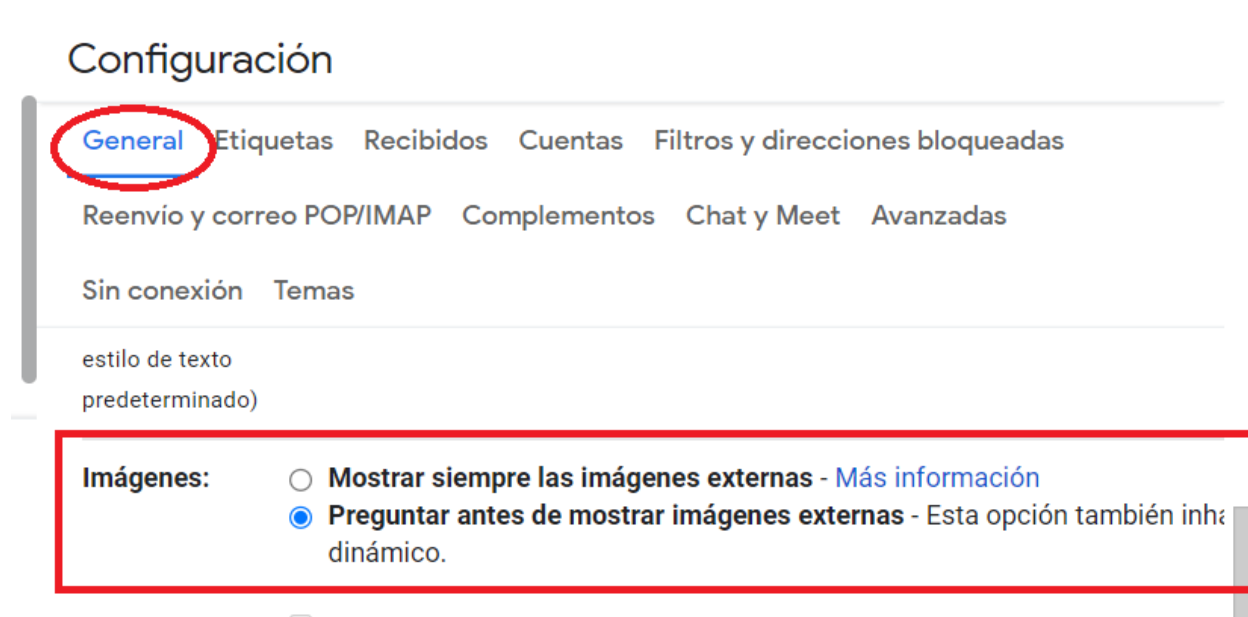 Configuración
General Etiquetas Recibidos Cuentas Filtros y direcciones bloqueadas
Reenvío y correo POP/IMAP Complementos Chat y Meet Avanzadas
Sin conexión Temas
estilo de texto
predeterminado)
Imágenes: Mostrar siempre las imágenes externas - Más información
Preguntar antes de mostrar imágenes externas - Esta opción también
dinámico.